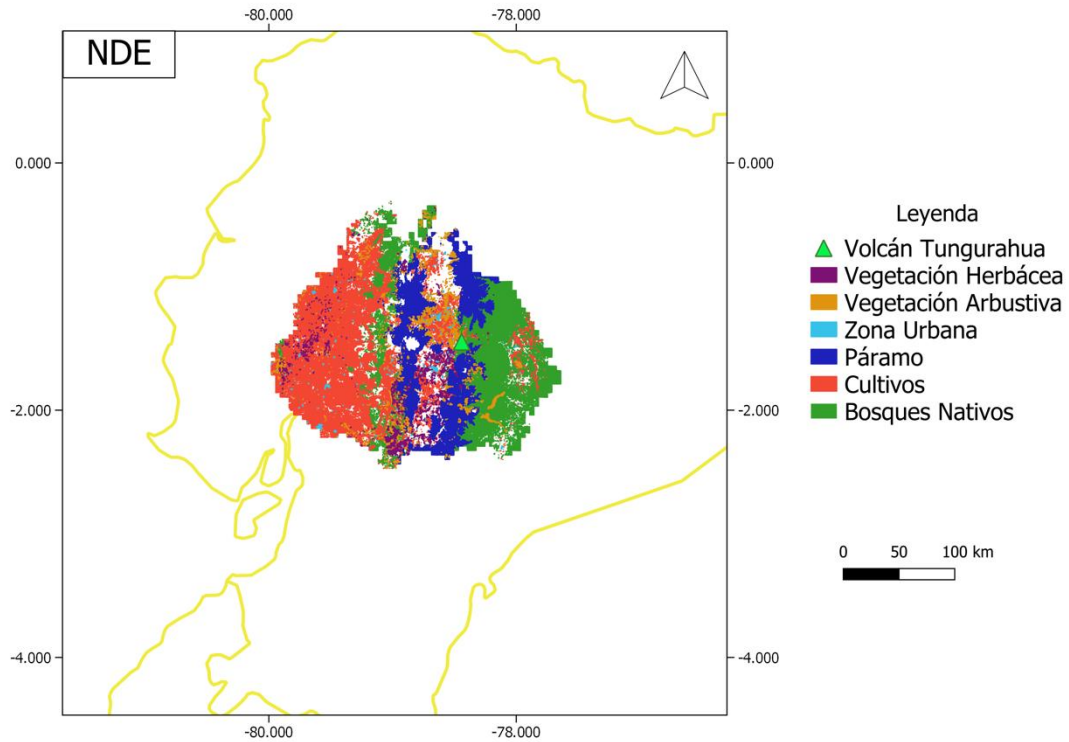 -80.000 -78.000
NDE
0.000 0.000
Leyenda
Volcán Tungurahua
Vegetación Herbácea
Vegetación Arbustiva
Zona Urbana
Páramo
Cultivos
Bosques Nativos
-2.000 -2.000
0 50 100 km
-4.000 -4.000
-80.000 -78.000